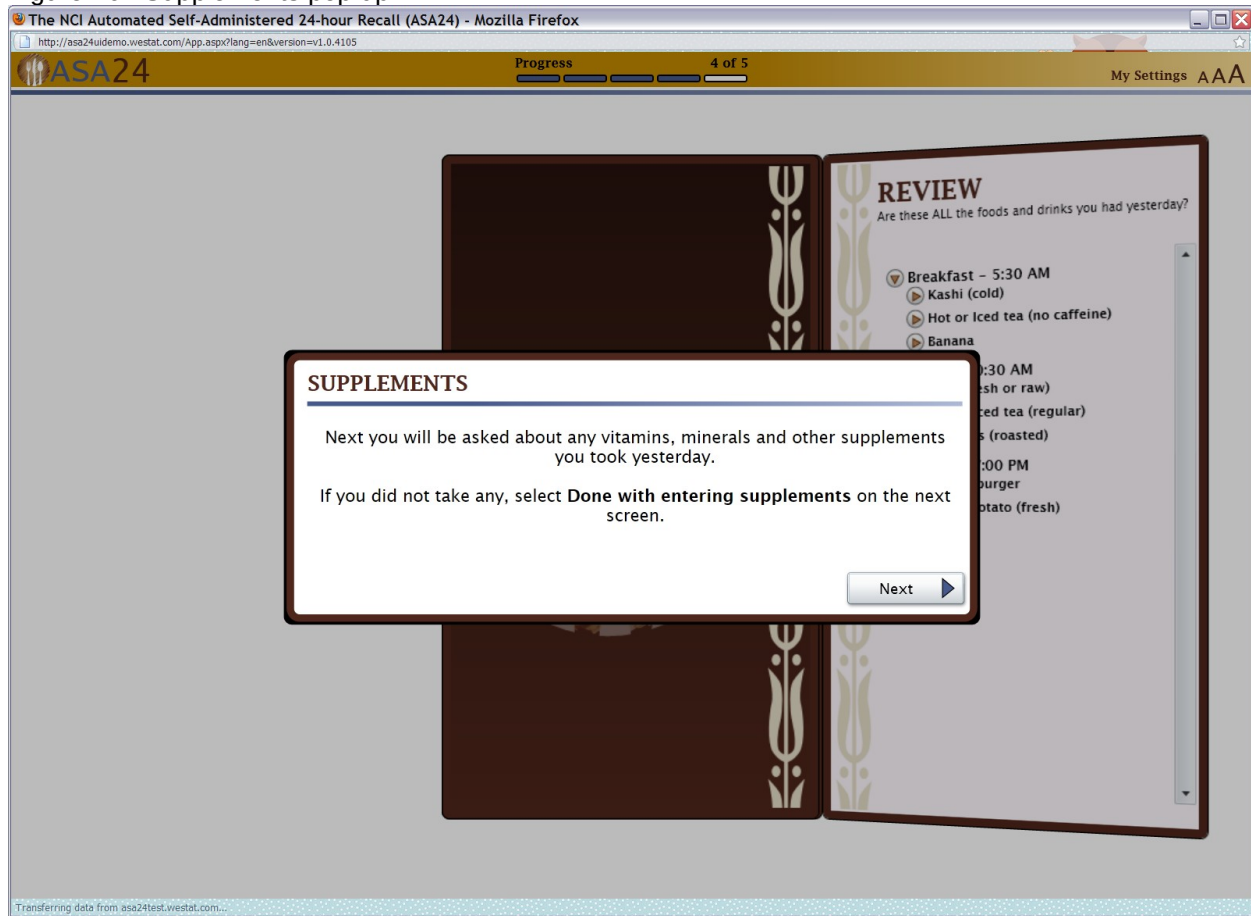 The NCI Automated Self-Administered 24-hour Recall (ASA24) - Mozilla Firefox
http://asa24uidemo.westat.com/App.aspx?lang=en&version=v1.0.4105
ASA24
Progress 4 of 5
My Settings A A A
REVIEW
Are these ALL the foods and drinks you had yesterday?
Breakfast - 5:30 AM
Kashi (cold)
Hot or Iced tea (no caffeine)
Banana
:30 AM
esh or raw)
ced tea (regular)
s (roasted)
:00 PM
burger
otato (fresh)
SUPPLEMENTS
Next you will be asked about any vitamins, minerals and other supplements
you took yesterday.
If you did not take any, select Done with entering supplements on the next
screen.
Next
Transferring data from asa24test.westat.com...